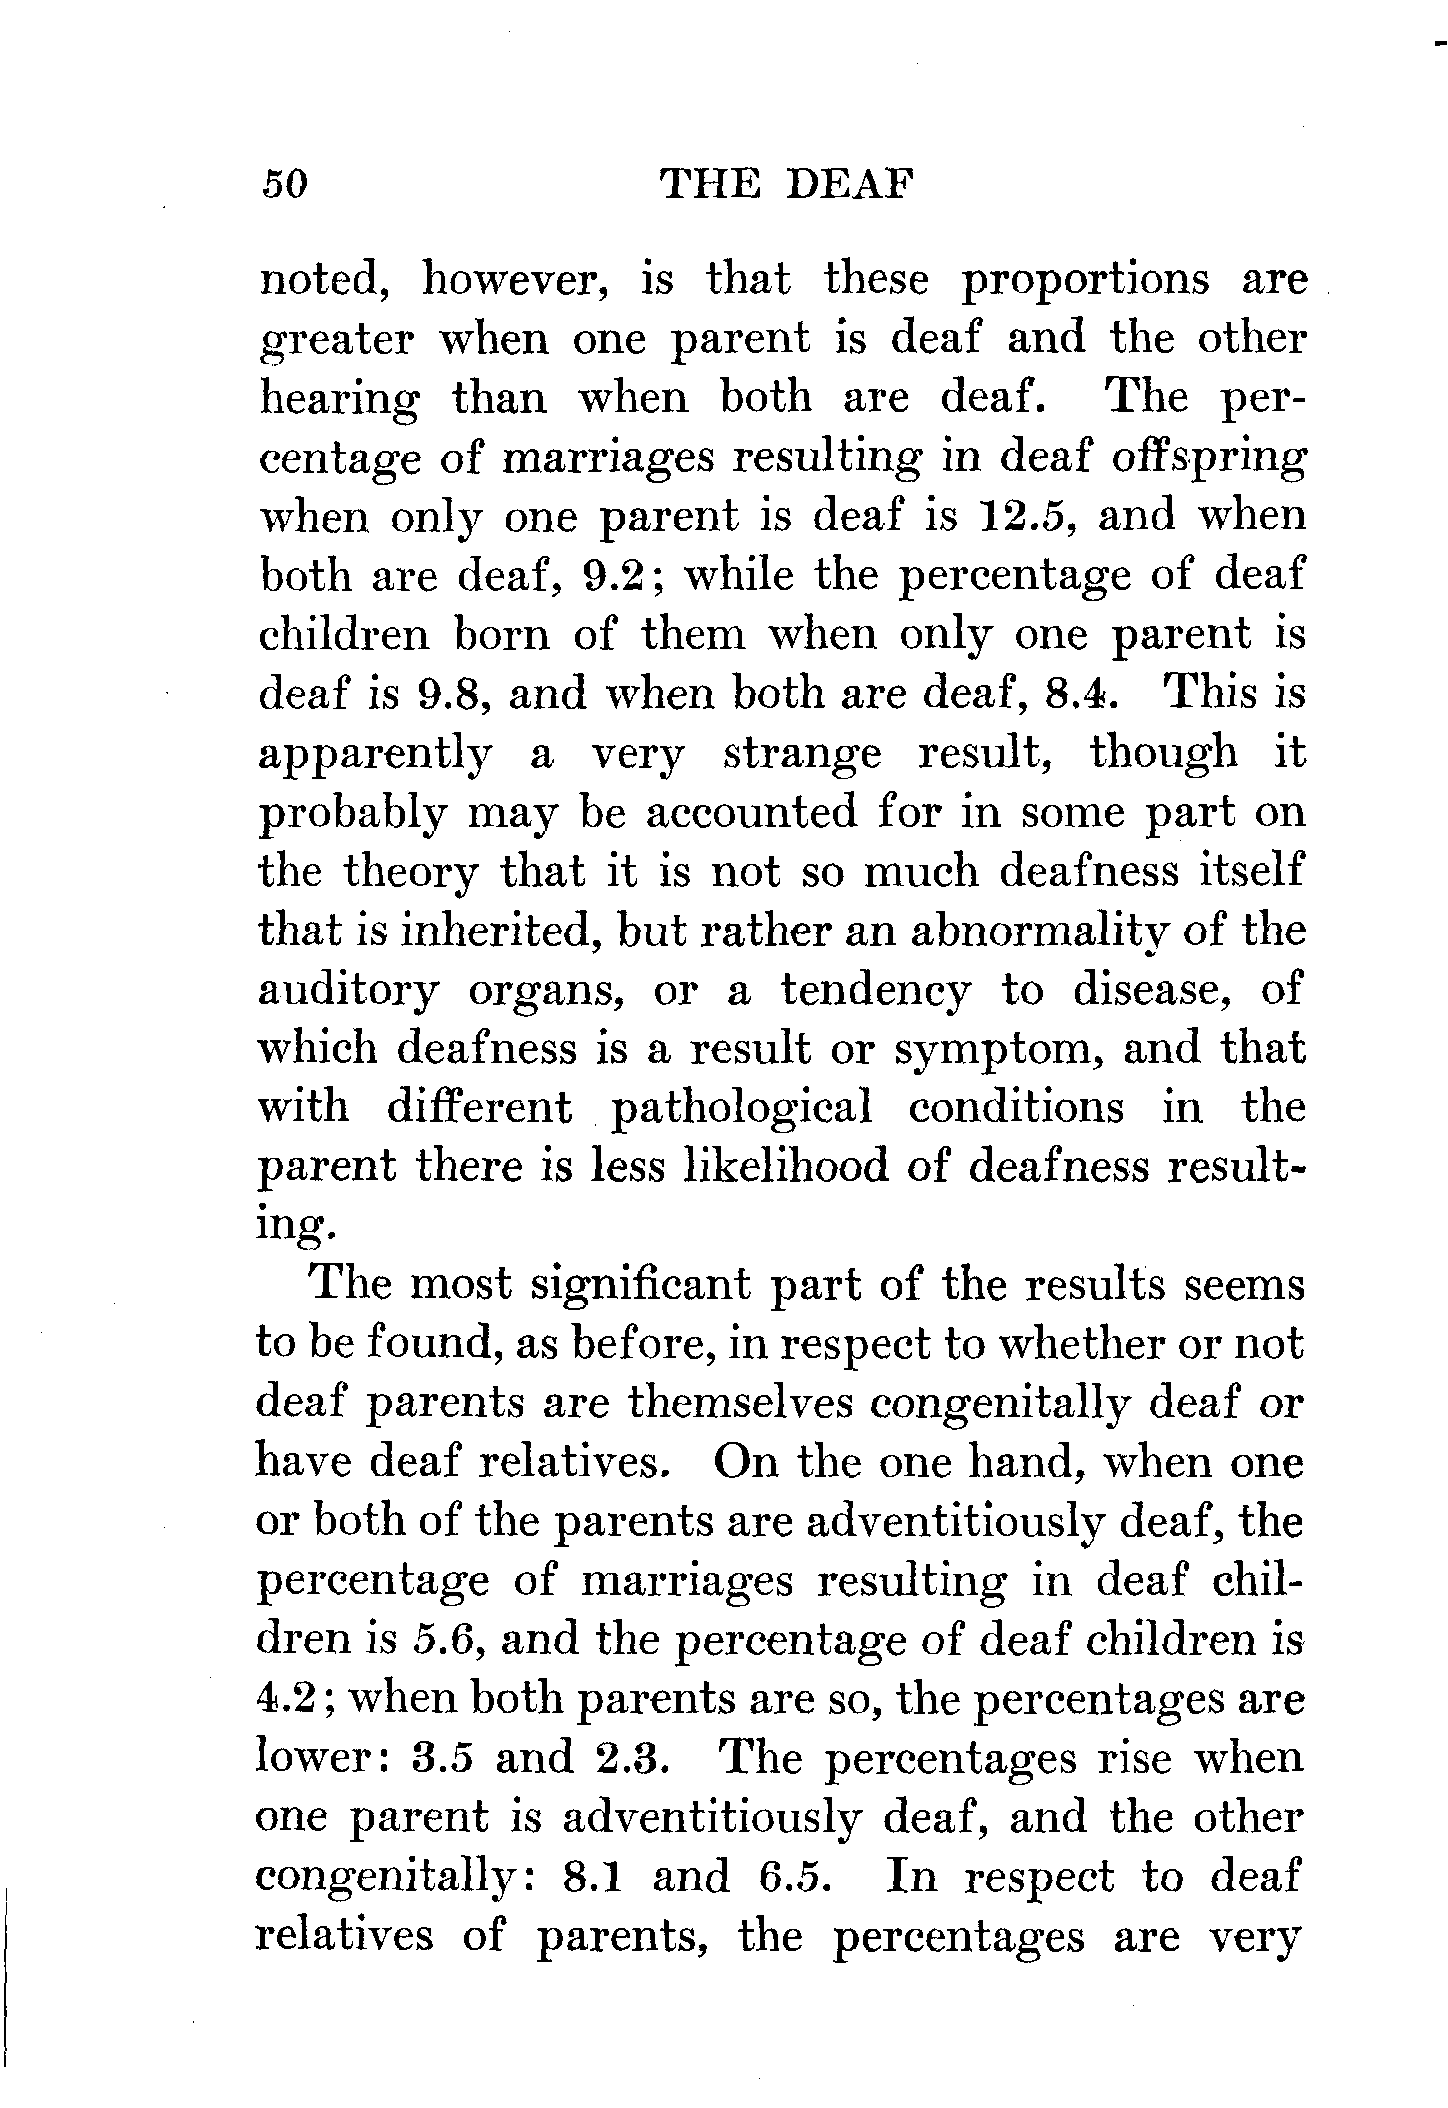 50 THE DEAF
noted, however, is that these proportions are
greater when one parent is deaf and the other
hearing than when both are deaf. The per-
centage of marriages resulting in deaf offspring
when only one parent is deaf is 12.5, and when
both are deaf, 9.2; while the percentage of deaf
children born of them when only one parent is
deaf is 9.8, and when both are deaf, 8.4. This is
apparently a very strange result, though it
probably may be accounted for in some part on
the theory that it is not so much deafness itself
that is inherited, but rather an abnormality of the
auditory organs, or a tendency to disease, of
which deafness is a result or symptom, and that
with different pathological conditions in the
parent there is less likelihood of deafness result-
ing.
The most significant part of the results seems
to be found, as before, in respect to whether or not
deaf parents are themselves congenitally deaf or
have deaf relatives. On the one hand, when one
or both of the parents are adventitiously deaf, the
percentage of marriages resulting in deaf chil-
dren is 5.6, and the percentage of deaf children is
4.2; when both parents are so, the percentages are
lower: 3.5 and 2.3. The percentages rise when
one parent is adventitiously deaf, and the other
congenitally: 8.1 and 6.5. In respect to deaf
relatives of parents, the percentages are very